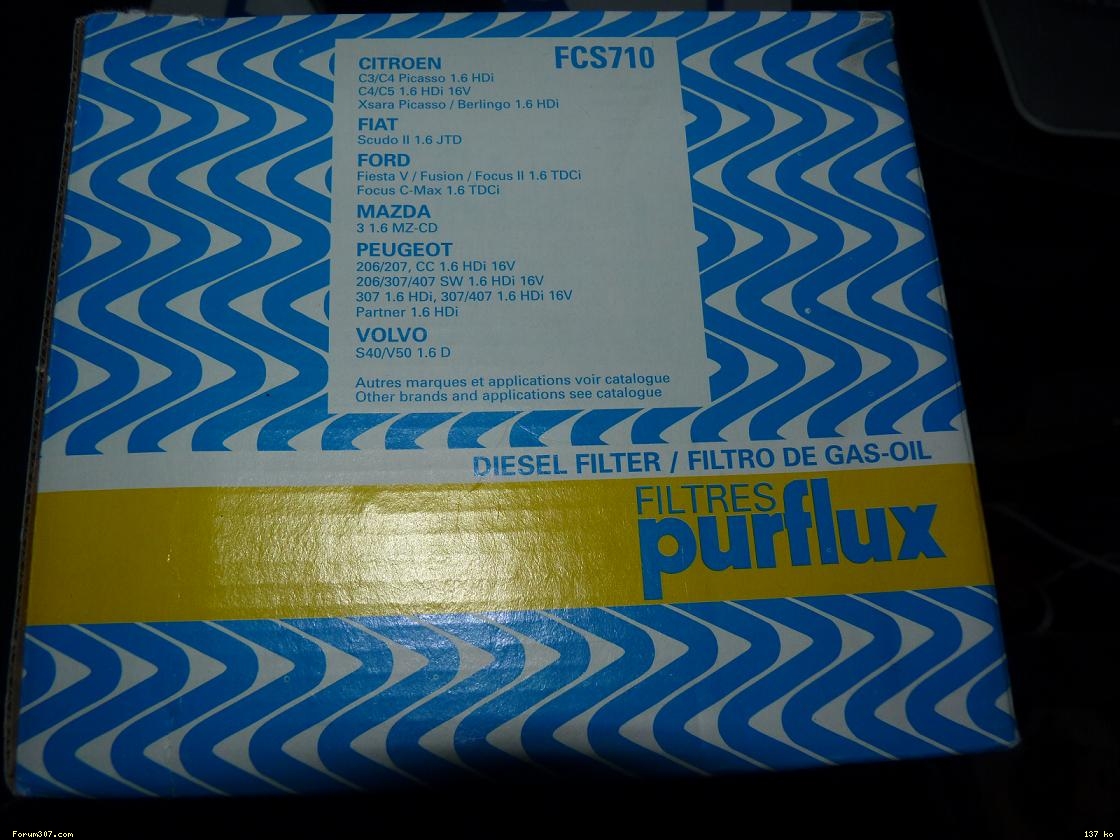 FCS710
CITROEN
C3/C4 Picasso 1.6 HDi
C4/C5 1.6 HDi 16V
Xsara Picasso / Berlingo 1.6 HDi
FIAT
Scudo II 1.6 JTD
FORD
Fiesta V / Fusion / Focus II 1.6 TDCi
Focus C-Max 1.6 TDCi
MAZDA
3 1.6 MZ-CD
PEUGEOT
206/207, CC 1.6 HDi 16V
206/307/407 SW 1.6 HDi 16V
307 1.6 HDi, 307/407 1.6 HDi 16V
Partner 1.6 HDi
VOLVO
S40/V50 1.6 D
Autres marques et applications voir catalogue
Other brands and applications see catalogue
DIESEL FILTER / FILTRO DE GAS-OIL
FILTRES
purflux
Forum307.com
137 ko